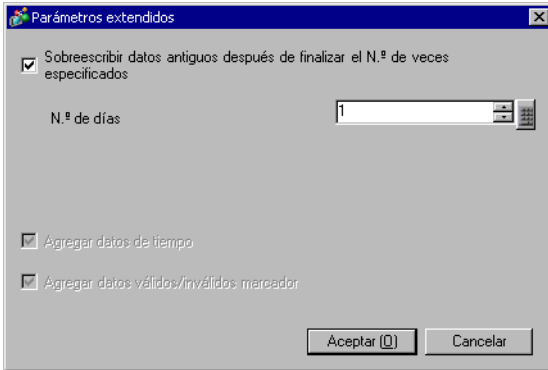 Parámetros extendidos
Sobreescribir datos antiguos después de finalizar el N.º de veces
especificados
N.º de días
1
Agregar datos de tiempo
Agregar datos válidos/inválidos marcador
Aceptar (O)
Cancelar